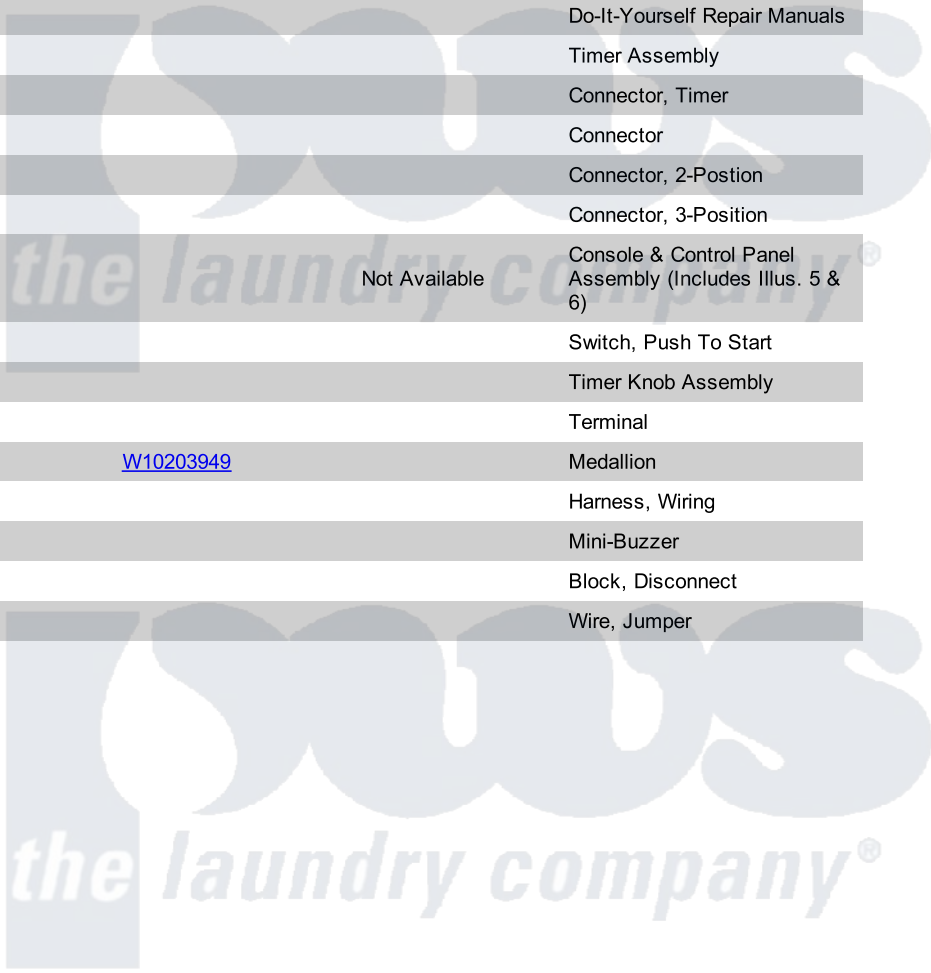 Do-It-Yourself Repair Manuals
Timer Assembly
Connector, Timer
Connector
Connector, 2-Postion
Connector, 3-Position
Console & Control Panel
Not Available Assembly (Includes Illus. 5 &
6)
Switch, Push To Start
Timer Knob Assembly
Terminal
W10203949 Medallion
Harness, Wiring
Mini-Buzzer
Block, Disconnect
Wire, Jumper
pws
the laundry company®
pws
the laundry company®